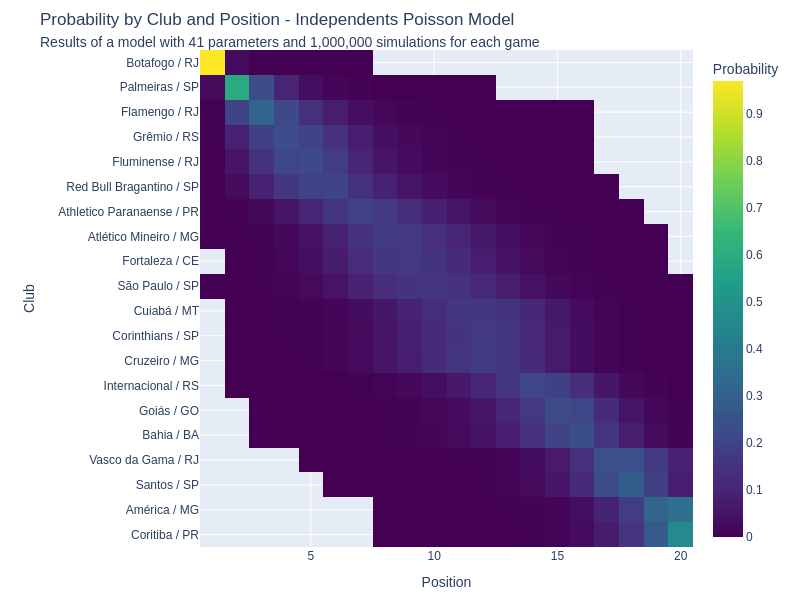 Probability by Club and Position - Independents Poisson Model
Results of a model with 41 parameters and 1,000,000 simulations for each game
Probability
Botafogo / RJ
Palmeiras / SP
Flamengo / RJ
Grêmio / RS
Fluminense / RJ
Red Bull Bragantino / SP
Athletico Paranaense / PR
Atlético Mineiro / MG
Fortaleza / CE
São Paulo / SP
Cuiabá / MT
Corinthians / SP
Cruzeiro / MG
Internacional / RS
Goiás / GO
Bahia / BA
Vasco da Gama / RJ
Santos / SP
América / MG
Coritiba / PR
Club
5 10 15 20
Position
0.9
0.8
0.7
0.6
0.5
0.4
0.3
0.2
0.1
0